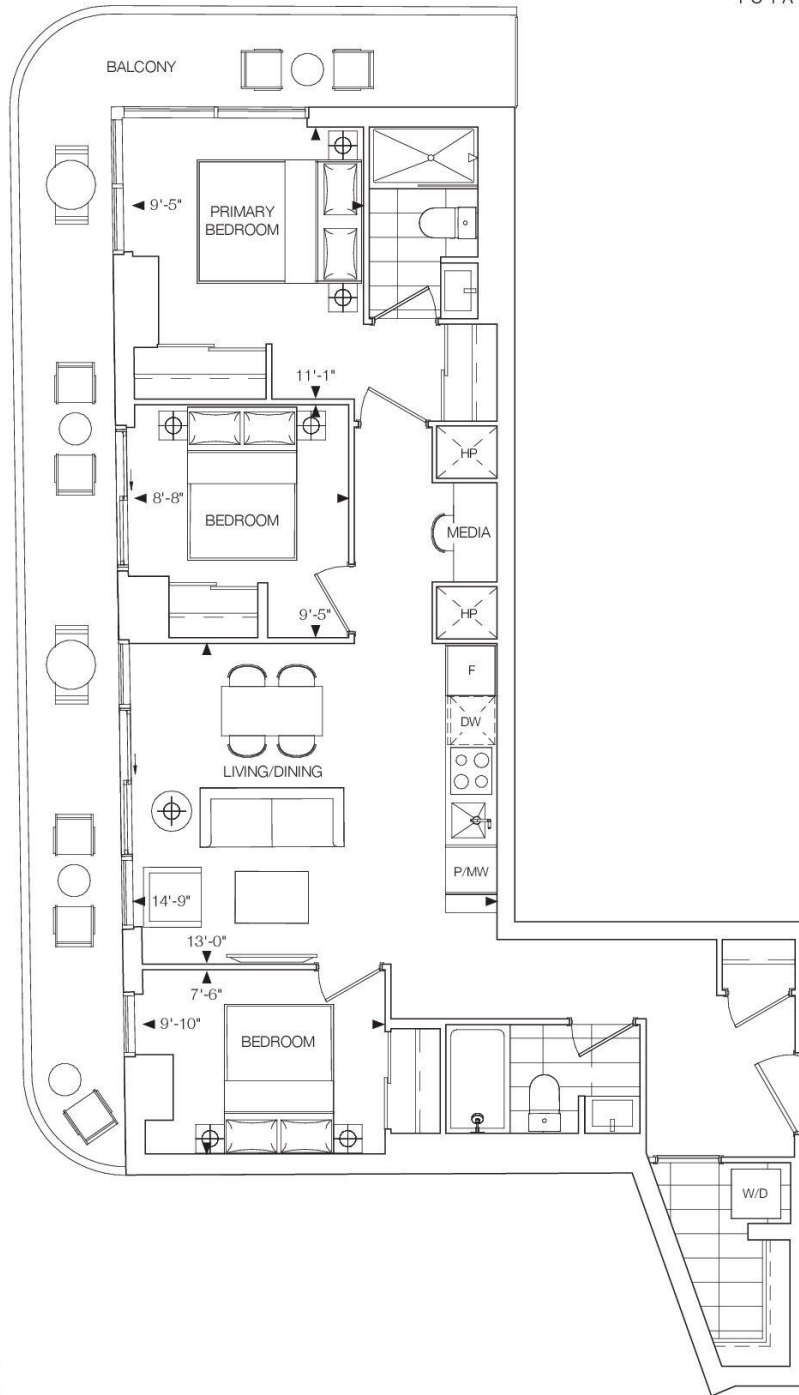 BALCONY
9'-5"
PRIMARY
BEDROOM
11'-1"
HP
8'-8"
BEDROOM
MEDIA
9'-5"
HP
F
DW
LIVING/DINING
P/MW
14'-9"
13'-0"
7'-6"
9'-10"
BEDROOM
W/D